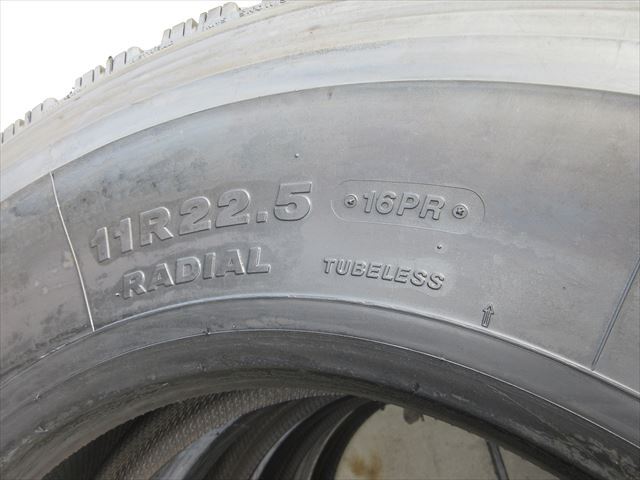 11R22.5 •16PR•
RADIAL TUBELESS
↑